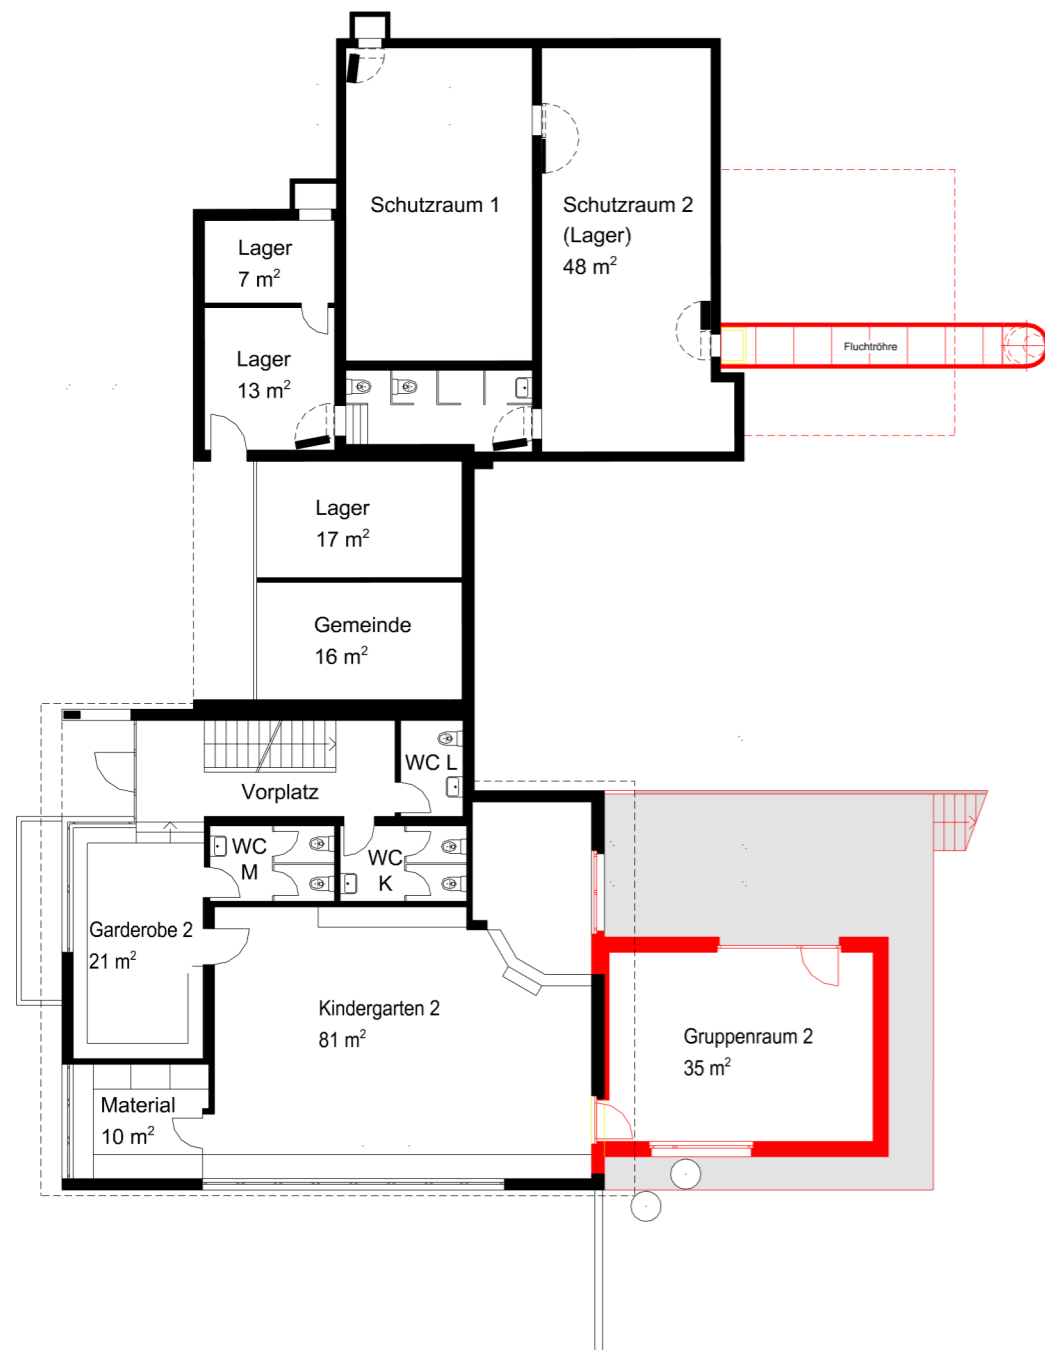 Schutzraum 1
Schutzraum 2
(Lager)
48 m²
Lager
7 m²
Fluchtröhre
Lager
13 m²
Lager
17 m²
Gemeinde
16 m²
WC L
Vorplatz
WC
M
WC
K
Garderobe 2
21 m²
Kindergarten 2
81 m²
Gruppenraum 2
35 m²
Material
10 m²